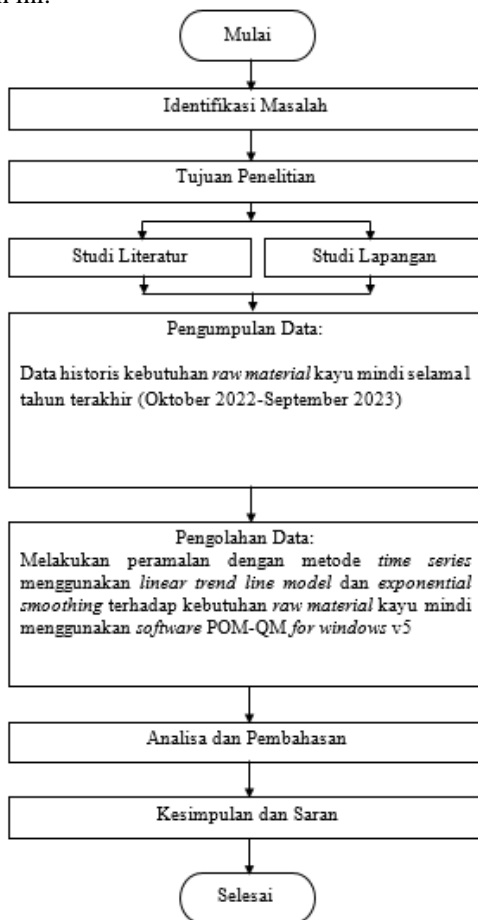 Mulai
Identifikasi Masalah
Tujuan Penelitian
Studi Literatur
Studi Lapangan
Pengumpulan Data:
Data historis kebutuhan raw material kayu mindi selama1
tahun terakhir (Oktober 2022-September 2023)
Pengolahan Data:
Melakukan peramalan dengan metode time series
menggunakan linear trend line model dan exponential
smoothing terhadap kebutuhan raw material kayu mindi
menggunakan software POM-QM for windows v5
Analisa dan Pembahasan
Kesimpulan dan Saran
Selesai